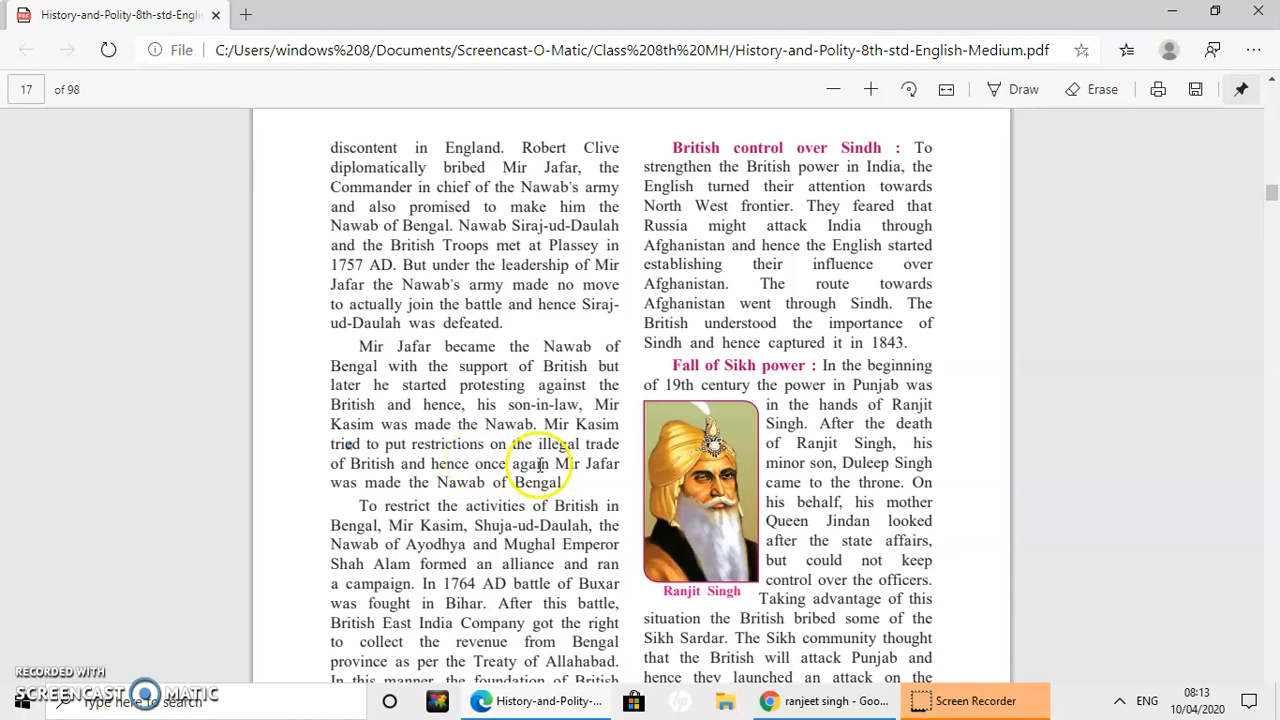 History-and-Polity-8th-std-Engli
File
C:/Users/windows%208/Documents/Screencast-O-Matic/Class%208th%20MH/History-and-Polity-8th-std-English-Medium.pdf
17 of 98
Draw
Erase
discontent in England. Robert Clive
diplomatically bribed Mir Jafar, the
Commander in chief of the Nawab's army
and also promised to make him the
Nawab of Bengal. Nawab Siraj-ud-Daulah
and the British Troops met at Plassey in
1757 AD. But under the leadership of Mir
Jafar the Nawab's army made no move
to actually join the battle and hence Siraj-
ud-Daulah was defeated.
Mir Jafar became the Nawab of
Bengal with the support of British but
later he started protesting against the
British and hence, his son-in-law, Mir
Kasim was made the Nawab. Mir Kasim
tried to put restrictions on the illegal trade
of British and hence once again Mir Jafar
was made the Nawab of Bengal
To restrict the activities of British in
Bengal, Mir Kasim, Shuja-ud-Daulah, the
Nawab of Ayodhya and Mughal Emperor
Shah Alam formed an alliance and ran
a campaign. In 1764 AD battle of Buxar
was fought in Bihar. After this battle,
British East India Company got the right
to collect the revenue from Bengal
province as per the Treaty of Allahabad.
In this manner, the foundation of British
British control over Sindh : To
strengthen the British power in India, the
English turned their attention towards
North West frontier. They feared that
Russia might attack India through
Afghanistan and hence the English started
establishing their influence over
Afghanistan. The route towards
Afghanistan went through Sindh. The
British understood the importance of
Sindh and hence captured it in 1843.
Fall of Sikh power : In the beginning
of 19th century the power in Punjab was
in the hands of Ranjit
Singh. After the death
of Ranjit Singh, his
minor son, Duleep Singh
came to the throne. On
his behalf, his mother
Queen Jindan looked
after the state affairs,
but could not keep
control over the officers.
Ranjit Singh
Taking advantage of this
situation the British bribed some of the
Sikh Sardar. The Sikh community thought
that the British will attack Punjab and
hence they launched an attack on the
RECORDED WITH
SCREENCAST MATIC
Type here to search
History-and-Polity-...
ranjeet singh - Goo...
Screen Recorder
ENG
08:13
10/04/2020